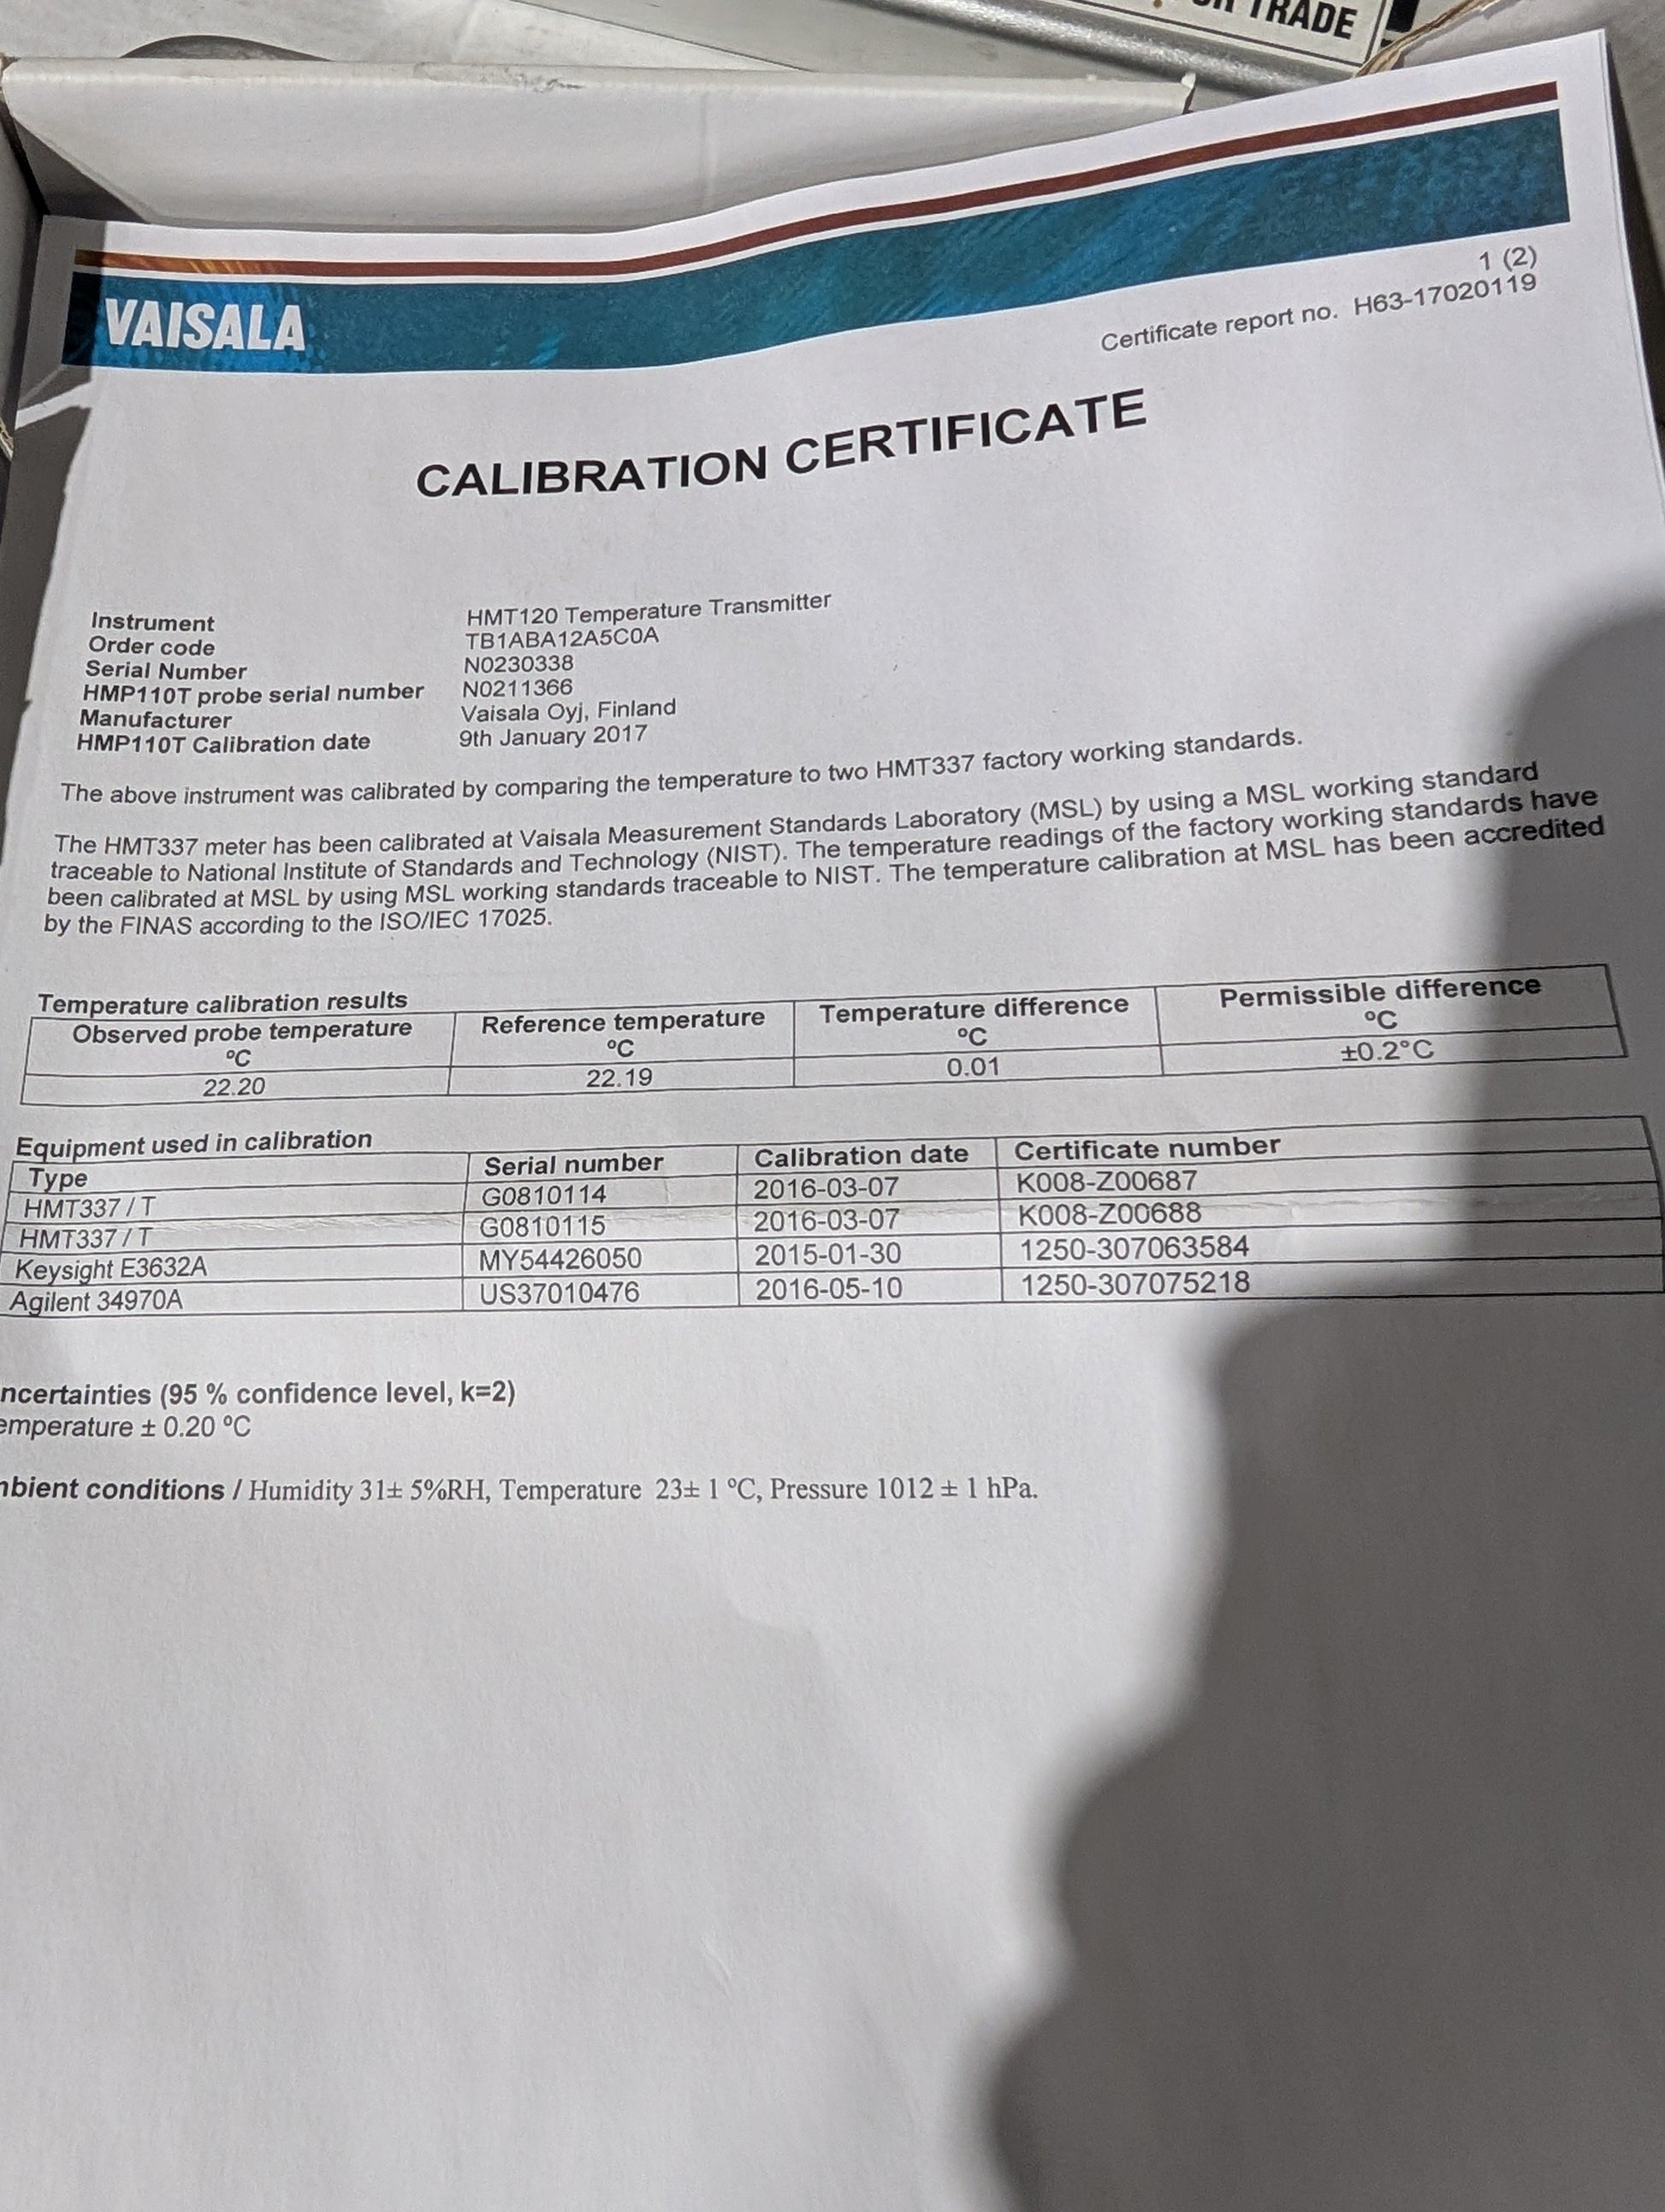 TRADE
VAISALA
1 (2)
Certificate report no. H63-17020119
CALIBRATION CERTIFICATE
Instrument HMT120 Temperature Transmitter
Order code TB1ABA12A5C0A
Serial Number N0230338
HMP110T probe serial number N0211366
Manufacturer Vaisala Oyj, Finland
HMP110T Calibration date 9th January 2017
The above instrument was calibrated by comparing the temperature to two HMT337 factory working standards.
The HMT337 meter has been calibrated at Vaisala Measurement Standards Laboratory (MSL) by using a MSL working standard
traceable to National Institute of Standards and Technology (NIST). The temperature readings of the factory working standards have
been calibrated at MSL by using MSL working standards traceable to NIST. The temperature calibration at MSL has been accredited
by the FINAS according to the ISO/IEC 17025.
Temperature calibration results
Observed probe temperature Reference temperature Temperature difference Permissible difference
ºC ºC ºC ºC
22.20 22.19 0.01 ±0.2°C
Equipment used in calibration
Type Serial number Calibration date Certificate number
HMT337 / T G0810114 2016-03-07 K008-Z00687
HMT337 / T G0810115 2016-03-07 K008-Z00688
Keysight E3632A MY54426050 2015-01-30 1250-307063584
Agilent 34970A US37010476 2016-05-10 1250-307075218
ncertainties (95 % confidence level, k=2)
emperature ± 0.20 ºC
bient conditions / Humidity 31± 5%RH, Temperature 23± 1 ºC, Pressure 1012 ± 1 hPa.